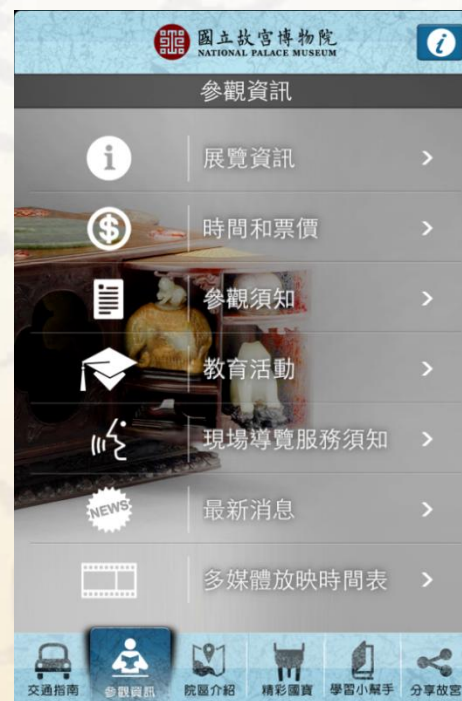 國立故宮博物院
NATIONAL PALACE MUSEUM
i
參觀資訊
i
展覽資訊
$
時間和票價
參觀須知
教育活動
現場導覽服務須知
NEWS
最新消息
多媒體放映時間表
交通指南
參觀資訊
院區介紹
精彩國寶
學習小幫手
分享故宮